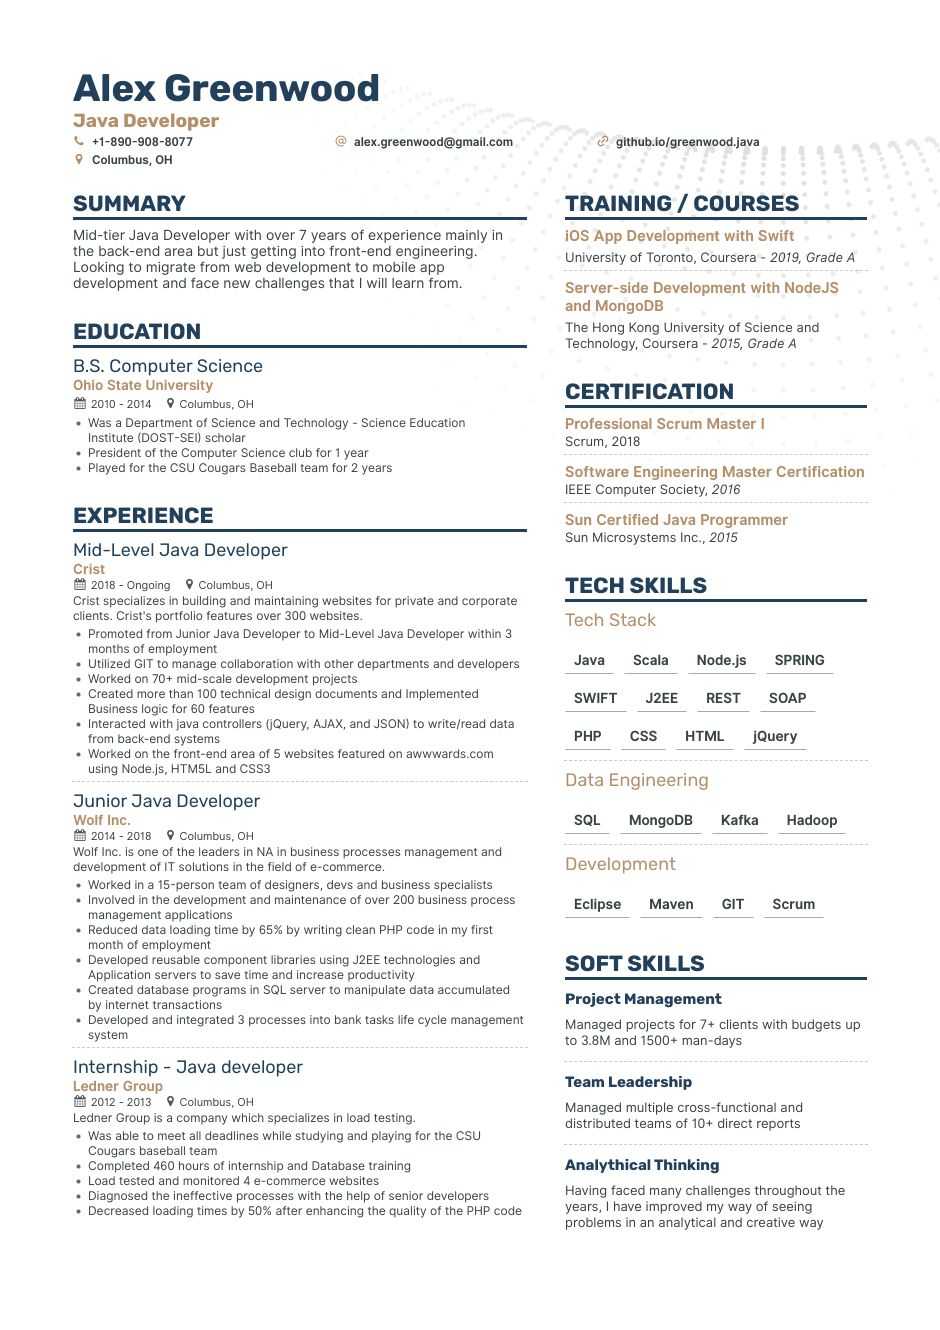 Alex Greenwood
Java Developer
+1-890-908-8077
alex.greenwood@gmail.com
github.io/greenwood.java
Columbus, OH
SUMMARY
Mid-tier Java Developer with over 7 years of experience mainly in
the back-end area but just getting into front-end engineering.
Looking to migrate from web development to mobile app
development and face new challenges that I will learn from.
EDUCATION
B.S. Computer Science
Ohio State University
2010 - 2014 Columbus, OH
• Was a Department of Science and Technology - Science Education
Institute (DOST-SEI) scholar
• President of the Computer Science club for 1 year
• Played for the CSU Cougars Baseball team for 2 years
EXPERIENCE
Mid-Level Java Developer
Crist
2018 - Ongoing Columbus, OH
Crist specializes in building and maintaining websites for private and corporate
clients. Crist's portfolio features over 300 websites.
• Promoted from Junior Java Developer to Mid-Level Java Developer within 3
months of employment
• Utilized GIT to manage collaboration with other departments and developers
• Worked on 70+ mid-scale development projects
• Created more than 100 technical design documents and Implemented
Business logic for 60 features
• Interacted with java controllers (jQuery, AJAX, and JSON) to write/read data
from back-end systems
• Worked on the front-end area of 5 websites featured on awwwards.com
using Node.js, HTM5L and CSS3
Junior Java Developer
Wolf Inc.
2014 - 2018 Columbus, OH
Wolf Inc. is one of the leaders in NA in business processes management and
development of IT solutions in the field of e-commerce.
• Worked in a 15-person team of designers, devs and business specialists
• Involved in the development and maintenance of over 200 business process
management applications
• Reduced data loading time by 65% by writing clean PHP code in my first
month of employment
• Developed reusable component libraries using J2EE technologies and
Application servers to save time and increase productivity
• Created database programs in SQL server to manipulate data accumulated
by internet transactions
• Developed and integrated 3 processes into bank tasks life cycle management
system
Internship - Java developer
Ledner Group
2012 - 2013 Columbus, OH
Ledner Group is a company which specializes in load testing.
• Was able to meet all deadlines while studying and playing for the CSU
Cougars baseball team
• Completed 460 hours of internship and Database training
• Load tested and monitored 4 e-commerce websites
• Diagnosed the ineffective processes with the help of senior developers
• Decreased loading times by 50% after enhancing the quality of the PHP code
TRAINING / COURSES
iOS App Development with Swift
University of Toronto, Coursera - 2019, Grade A
Server-side Development with NodeJS
and MongoDB
The Hong Kong University of Science and
Technology, Coursera - 2015, Grade A
CERTIFICATION
Professional Scrum Master I
Scrum, 2018
Software Engineering Master Certification
IEEE Computer Society, 2016
Sun Certified Java Programmer
Sun Microsystems Inc., 2015
TECH SKILLS
Tech Stack
Java Scala Node.js SPRING
SWIFT J2EE REST SOAP
PHP CSS HTML jQuery
Data Engineering
SQL MongoDB Kafka Hadoop
Development
Eclipse Maven GIT Scrum
SOFT SKILLS
Project Management
Managed projects for 7+ clients with budgets up
to 3.8M and 1500+ man-days
Team Leadership
Managed multiple cross-functional and
distributed teams of 10+ direct reports
Analythical Thinking
Having faced many challenges throughout the
years, I have improved my way of seeing
problems in an analytical and creative way